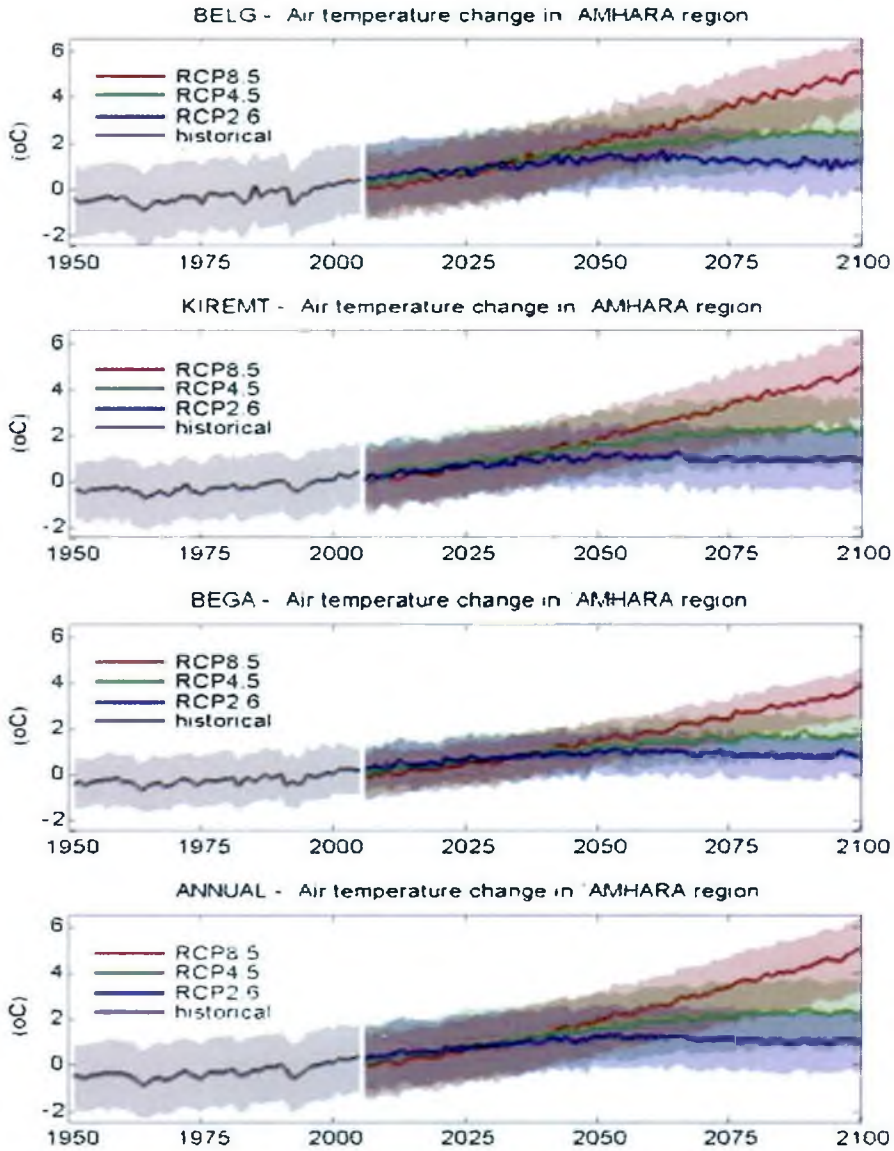 BELG - Air temperature change in AMHARA region
6
4
2
0
-2
(oC)
RCP8.5
RCP4.5
RCP2.6
historical
1950 1975 2000 2025 2050 2075 2100
KIREMT - Air temperature change in AMHARA region
6
4
2
0
-2
(oC)
RCP8.5
RCP4.5
RCP2.6
historical
1950 1975 2000 2025 2050 2075 2100
BEGA - Air temperature change in AMHARA region
6
4
2
0
-2
(oC)
RCP8.5
RCP4.5
RCP2.6
historical
1950 1975 2000 2025 2050 2075 2100
ANNUAL - Air temperature change in AMHARA region
6
4
2
0
-2
(oC)
RCP8.5
RCP4.5
RCP2.6
historical
1950 1975 2000 2025 2050 2075 2100